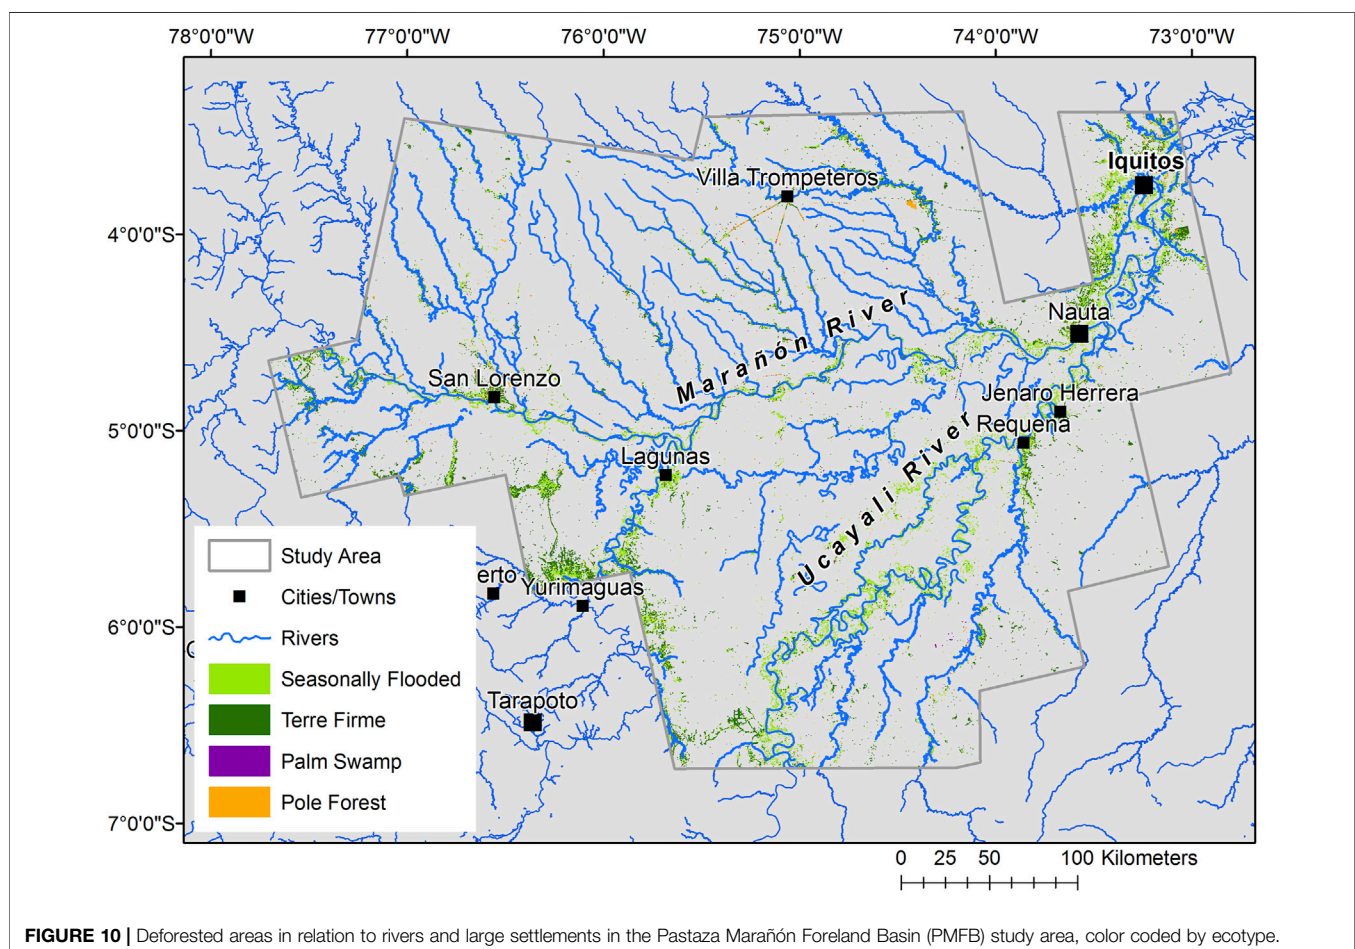 78°0'0"W 77°0'0"W 76°0'0"W 75°0'0"W 74°0'0"W 73°0'0"W
Iquitos
Villa Trompeteros
4°0'0"S
Marañón River
Nauta
San Lorenzo
Jenaro Herrera
5°0'0"S
Requena
Lagunas
Ucayali River
Study Area
erto
Yurimaguas
Cities/Towns
6°0'0"S
Rivers
Seasonally Flooded
Tarapoto
Terre Firme
Palm Swamp
Pole Forest
7°0'0"S
0 25 50 100 Kilometers
FIGURE 10 | Deforested areas in relation to rivers and large settlements in the Pastaza Marañón Foreland Basin (PMFB) study area, color coded by ecotype.